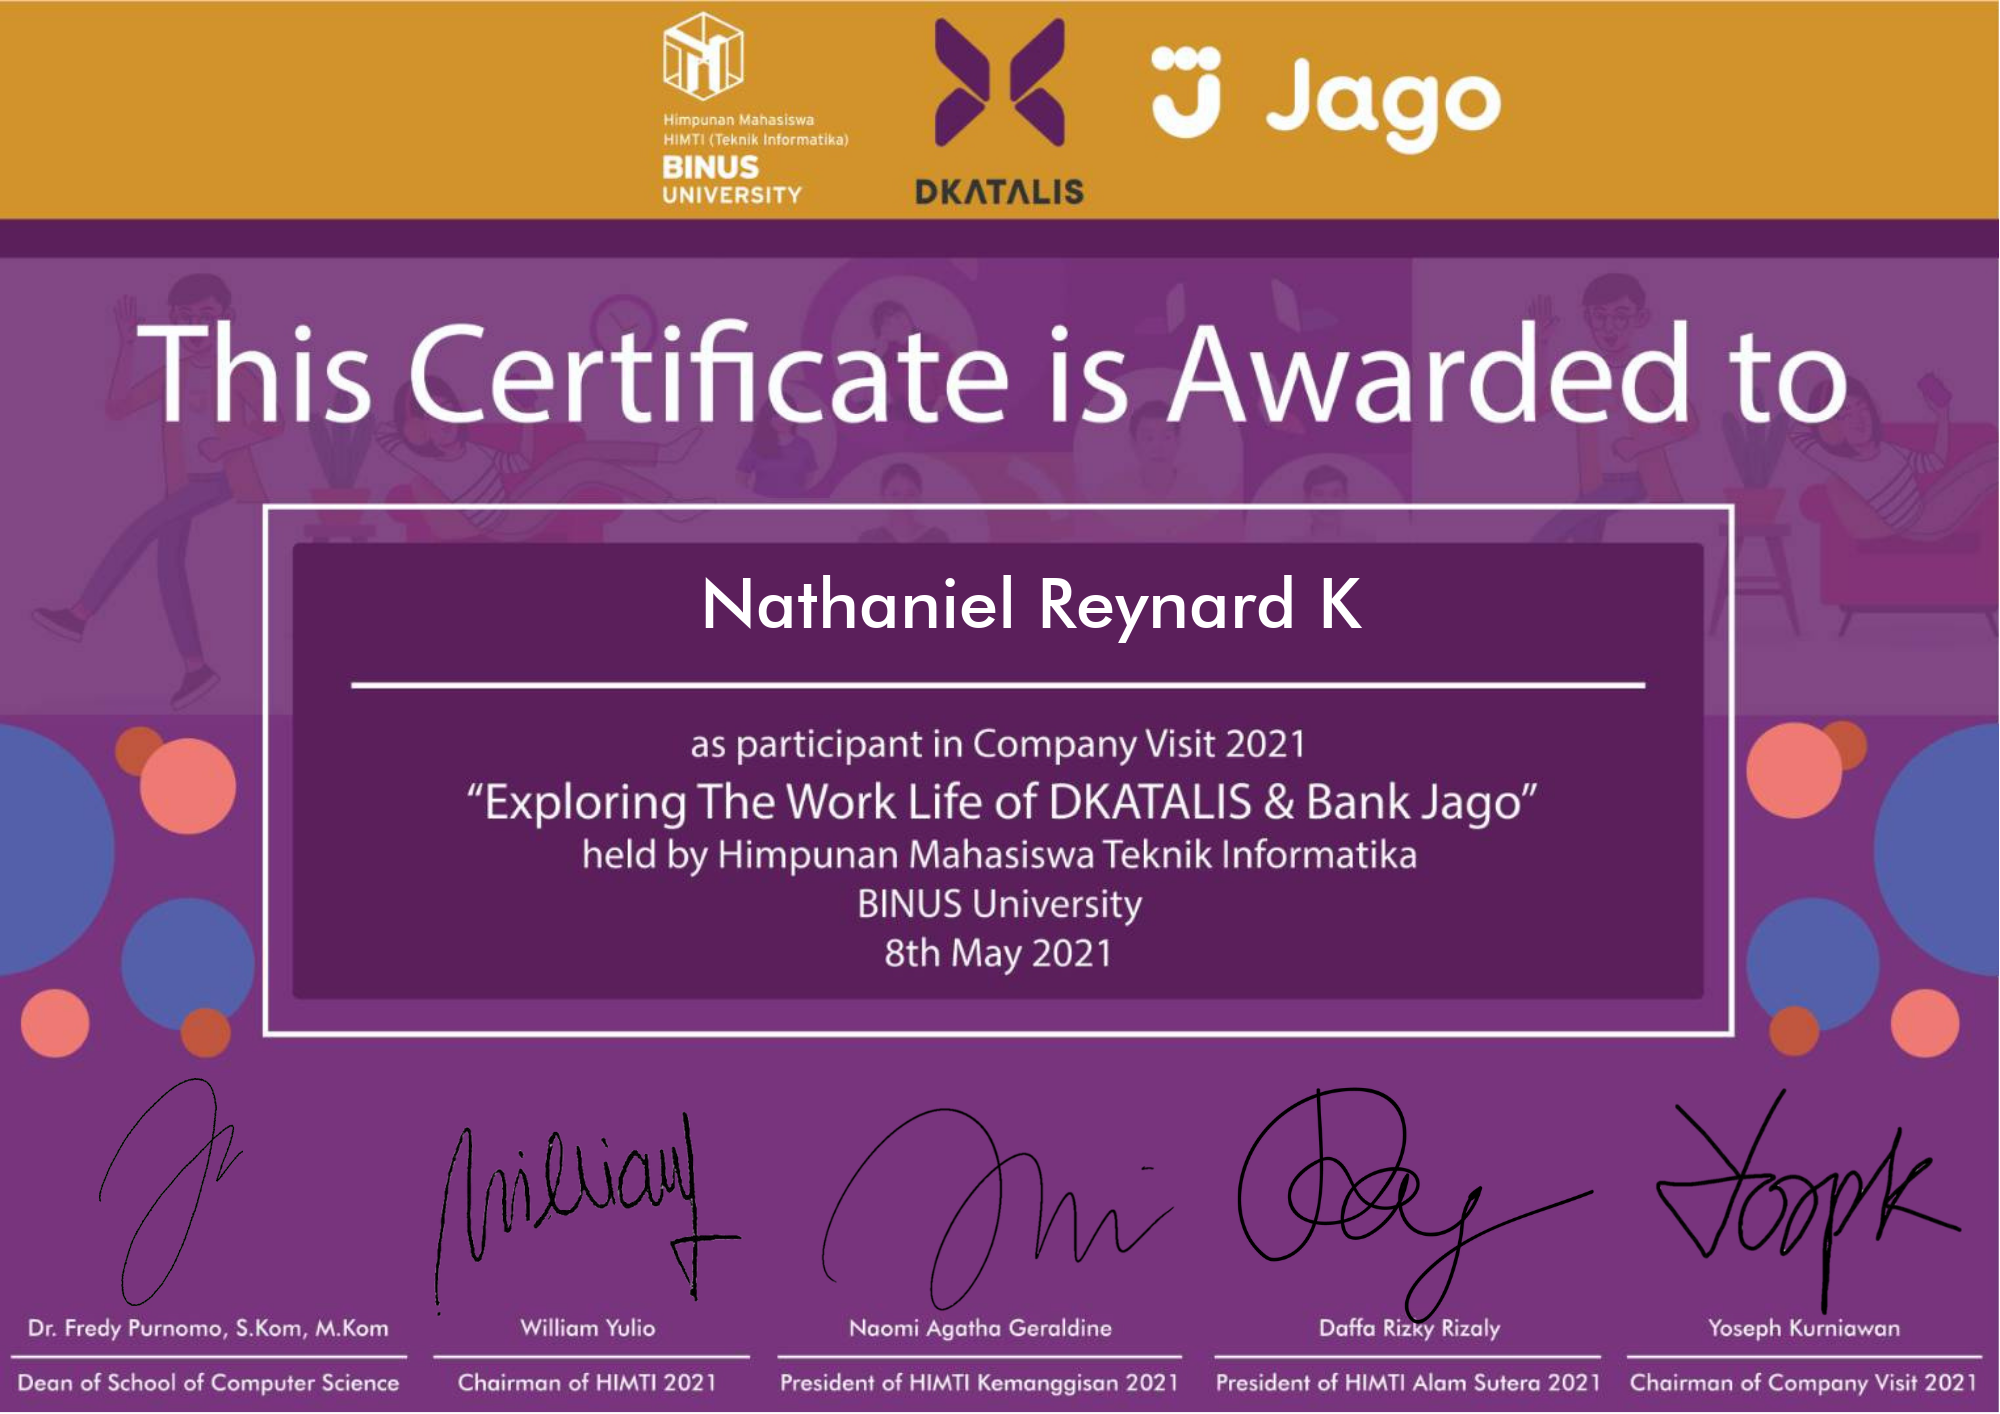 Himpunan Mahasiswa
HIMTI (Teknik Informatika)
BINUS
UNIVERSITY
DKATALIS
Jago
This Certificate is Awarded to
Nathaniel Reynard K
as participant in Company Visit 2021
“Exploring The Work Life of DKATALIS & Bank Jago”
held by Himpunan Mahasiswa Teknik Informatika
BINUS University
8th May 2021
Dr. Fredy Purnomo, S.Kom, M.Kom
Dean of School of Computer Science
William Yulio
Chairman of HIMTI 2021
Naomi Agatha Geraldine
President of HIMTI Kemanggisan 2021
Daffa Rizky Rizaly
President of HIMTI Alam Sutera 2021
Yoseph Kurniawan
Chairman of Company Visit 2021